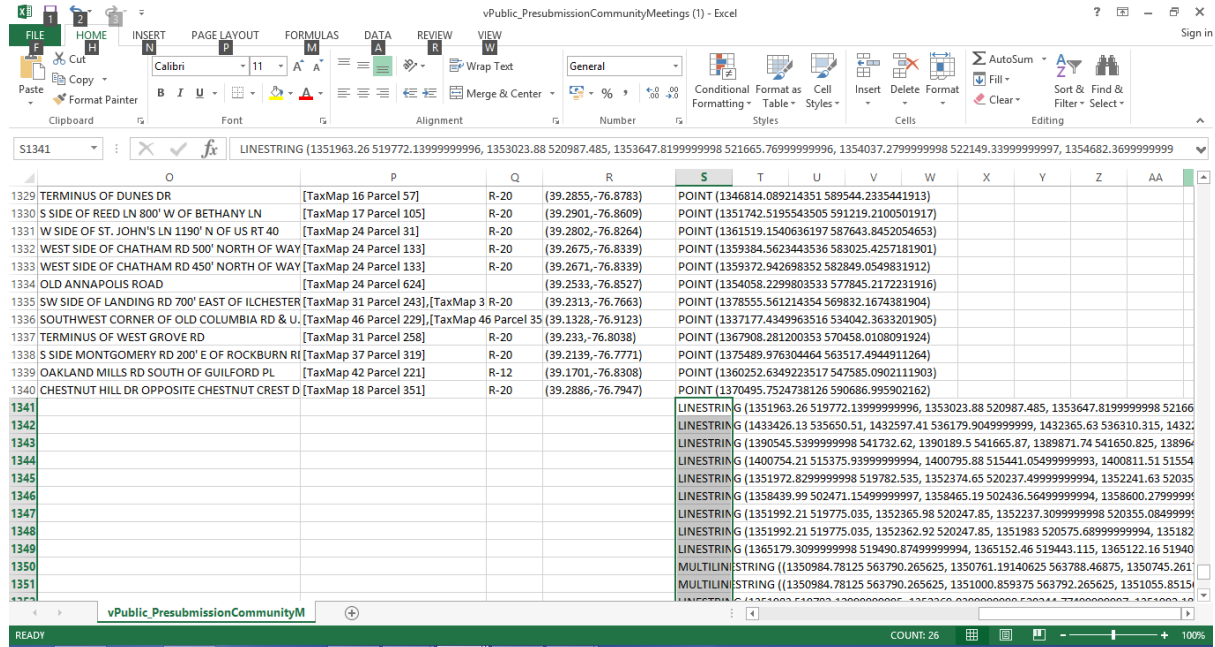 1 2 3 vPublic_PresubmissionCommunityMeetings (1) - Excel ?
FILE HOME INSERT PAGE LAYOUT FORMULAS DATA REVIEW VIEW Sign in
F H N P M A R W
Cut Calibri 11 Wrap Text General AutoSum
Copy Fill
Paste Format Painter B I U A Merge & Center % , Conditional Formatting Format as Table Cell Styles Insert Delete Format Clear Sort & Filter Find & Select
Clipboard Font Alignment Number Styles Cells Editing
S1341 fx LINESTRING (1351963.26 519772.13999999996, 1353023.88 520987.485, 1353647.8199999998 521665.76999999996, 1354037.2799999998 522149.33999999997, 1354682.3699999999
O P Q R S T U V W X Y Z AA
1329 TERMINUS OF DUNES DR [TaxMap 16 Parcel 57] R-20 (39.2855,-76.8783) POINT (1346814.089214351 589544.2335441913)
1330 S SIDE OF REED LN 800' W OF BETHANY LN [TaxMap 17 Parcel 105] R-20 (39.2901,-76.8609) POINT (1351742.5195543505 591219.2100501917)
1331 W SIDE OF ST. JOHN'S LN 1190' N OF US RT 40 [TaxMap 24 Parcel 31] R-20 (39.2802,-76.8264) POINT (1361519.1540636197 587643.8452054653)
1332 WEST SIDE OF CHATHAM RD 500' NORTH OF WAY [TaxMap 24 Parcel 133] R-20 (39.2675,-76.8339) POINT (1359384.5623443536 583025.4257181901)
1333 WEST SIDE OF CHATHAM RD 450' NORTH OF WAY [TaxMap 24 Parcel 133] R-20 (39.2671,-76.8339) POINT (1359372.942698352 582849.0549831912)
1334 OLD ANNAPOLIS ROAD [TaxMap 24 Parcel 624] (39.2533,-76.8527) POINT (1354058.2299803533 577845.2172231916)
1335 SW SIDE OF LANDING RD 700' EAST OF ILCHESTER [TaxMap 31 Parcel 243],[TaxMap 3 R-20 (39.2313,-76.7663) POINT (1378555.561214354 569832.1674381904)
1336 SOUTHWEST CORNER OF OLD COLUMBIA RD & U. [TaxMap 46 Parcel 229],[TaxMap 46 Parcel 35 (39.1328,-76.9123) POINT (1337177.4349963516 534042.3633201905)
1337 TERMINUS OF WEST GROVE RD [TaxMap 31 Parcel 258] R-20 (39.233,-76.8038) POINT (1367908.281200353 570458.0108091924)
1338 S SIDE MONTGOMERY RD 200' E OF ROCKBURN RI [TaxMap 37 Parcel 319] R-20 (39.2139,-76.7771) POINT (1375489.976304464 563517.4944911264)
1339 OAKLAND MILLS RD SOUTH OF GUILFORD PL [TaxMap 42 Parcel 221] R-12 (39.1701,-76.8308) POINT (1360252.6349223517 547585.0902111903)
1340 CHESTNUT HILL DR OPPOSITE CHESTNUT CREST D [TaxMap 18 Parcel 351] R-20 (39.2886,-76.7947) POINT (1370495.7524738126 590686.995902162)
1341 LINESTRING (1351963.26 519772.13999999996, 1353023.88 520987.485, 1353647.8199999998 52166
1342 LINESTRING (1433426.13 535650.51, 1432597.41 536179.9049999999, 1432365.63 536310.315, 1432
1343 LINESTRING (1390545.5399999998 541732.62, 1390189.5 541665.87, 1389871.74 541650.825, 13896
1344 LINESTRING (1400754.21 515375.93999999994, 1400795.88 515441.05499999993, 1400811.51 51554
1345 LINESTRING (1351972.8299999998 519782.535, 1352374.65 520237.49999999994, 1352241.63 52035
1346 LINESTRING (1358439.99 502471.15499999997, 1358465.19 502436.56499999994, 1358600.2799999
1347 LINESTRING (1351992.21 519775.035, 1352365.98 520247.85, 1352237.3099999998 520355.0849999
1348 LINESTRING (1351992.21 519775.035, 1352362.92 520247.85, 1351983 520575.68999999994, 135182
1349 LINESTRING (1365179.3099999998 519490.87499999994, 1365152.46 519443.115, 1365122.16 51940
1350 MULTILINESTRING ((1350984.78125 563790.265625, 1350761.19140625 563788.46875, 1350745.261
1351 MULTILINESTRING ((1350984.78125 563790.265625, 1351000.859375 563792.265625, 1351055.8515
vPublic_PresubmissionCommunityM
READY COUNT: 26 100%